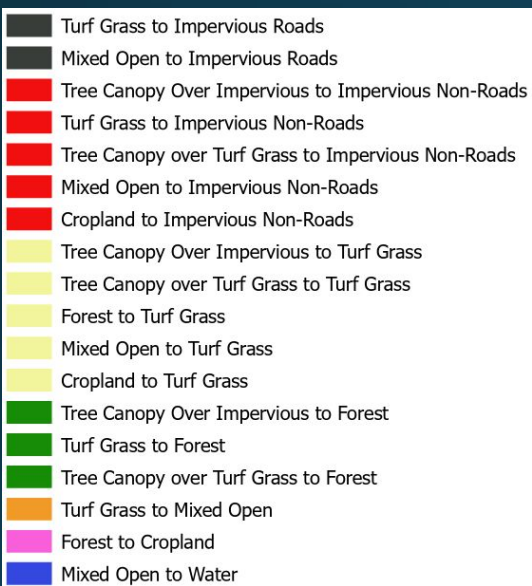 Turf Grass to Impervious Roads
Mixed Open to Impervious Roads
Tree Canopy Over Impervious to Impervious Non-Roads
Turf Grass to Impervious Non-Roads
Tree Canopy over Turf Grass to Impervious Non-Roads
Mixed Open to Impervious Non-Roads
Cropland to Impervious Non-Roads
Tree Canopy Over Impervious to Turf Grass
Tree Canopy over Turf Grass to Turf Grass
Forest to Turf Grass
Mixed Open to Turf Grass
Cropland to Turf Grass
Tree Canopy Over Impervious to Forest
Turf Grass to Forest
Tree Canopy over Turf Grass to Forest
Turf Grass to Mixed Open
Forest to Cropland
Mixed Open to Water